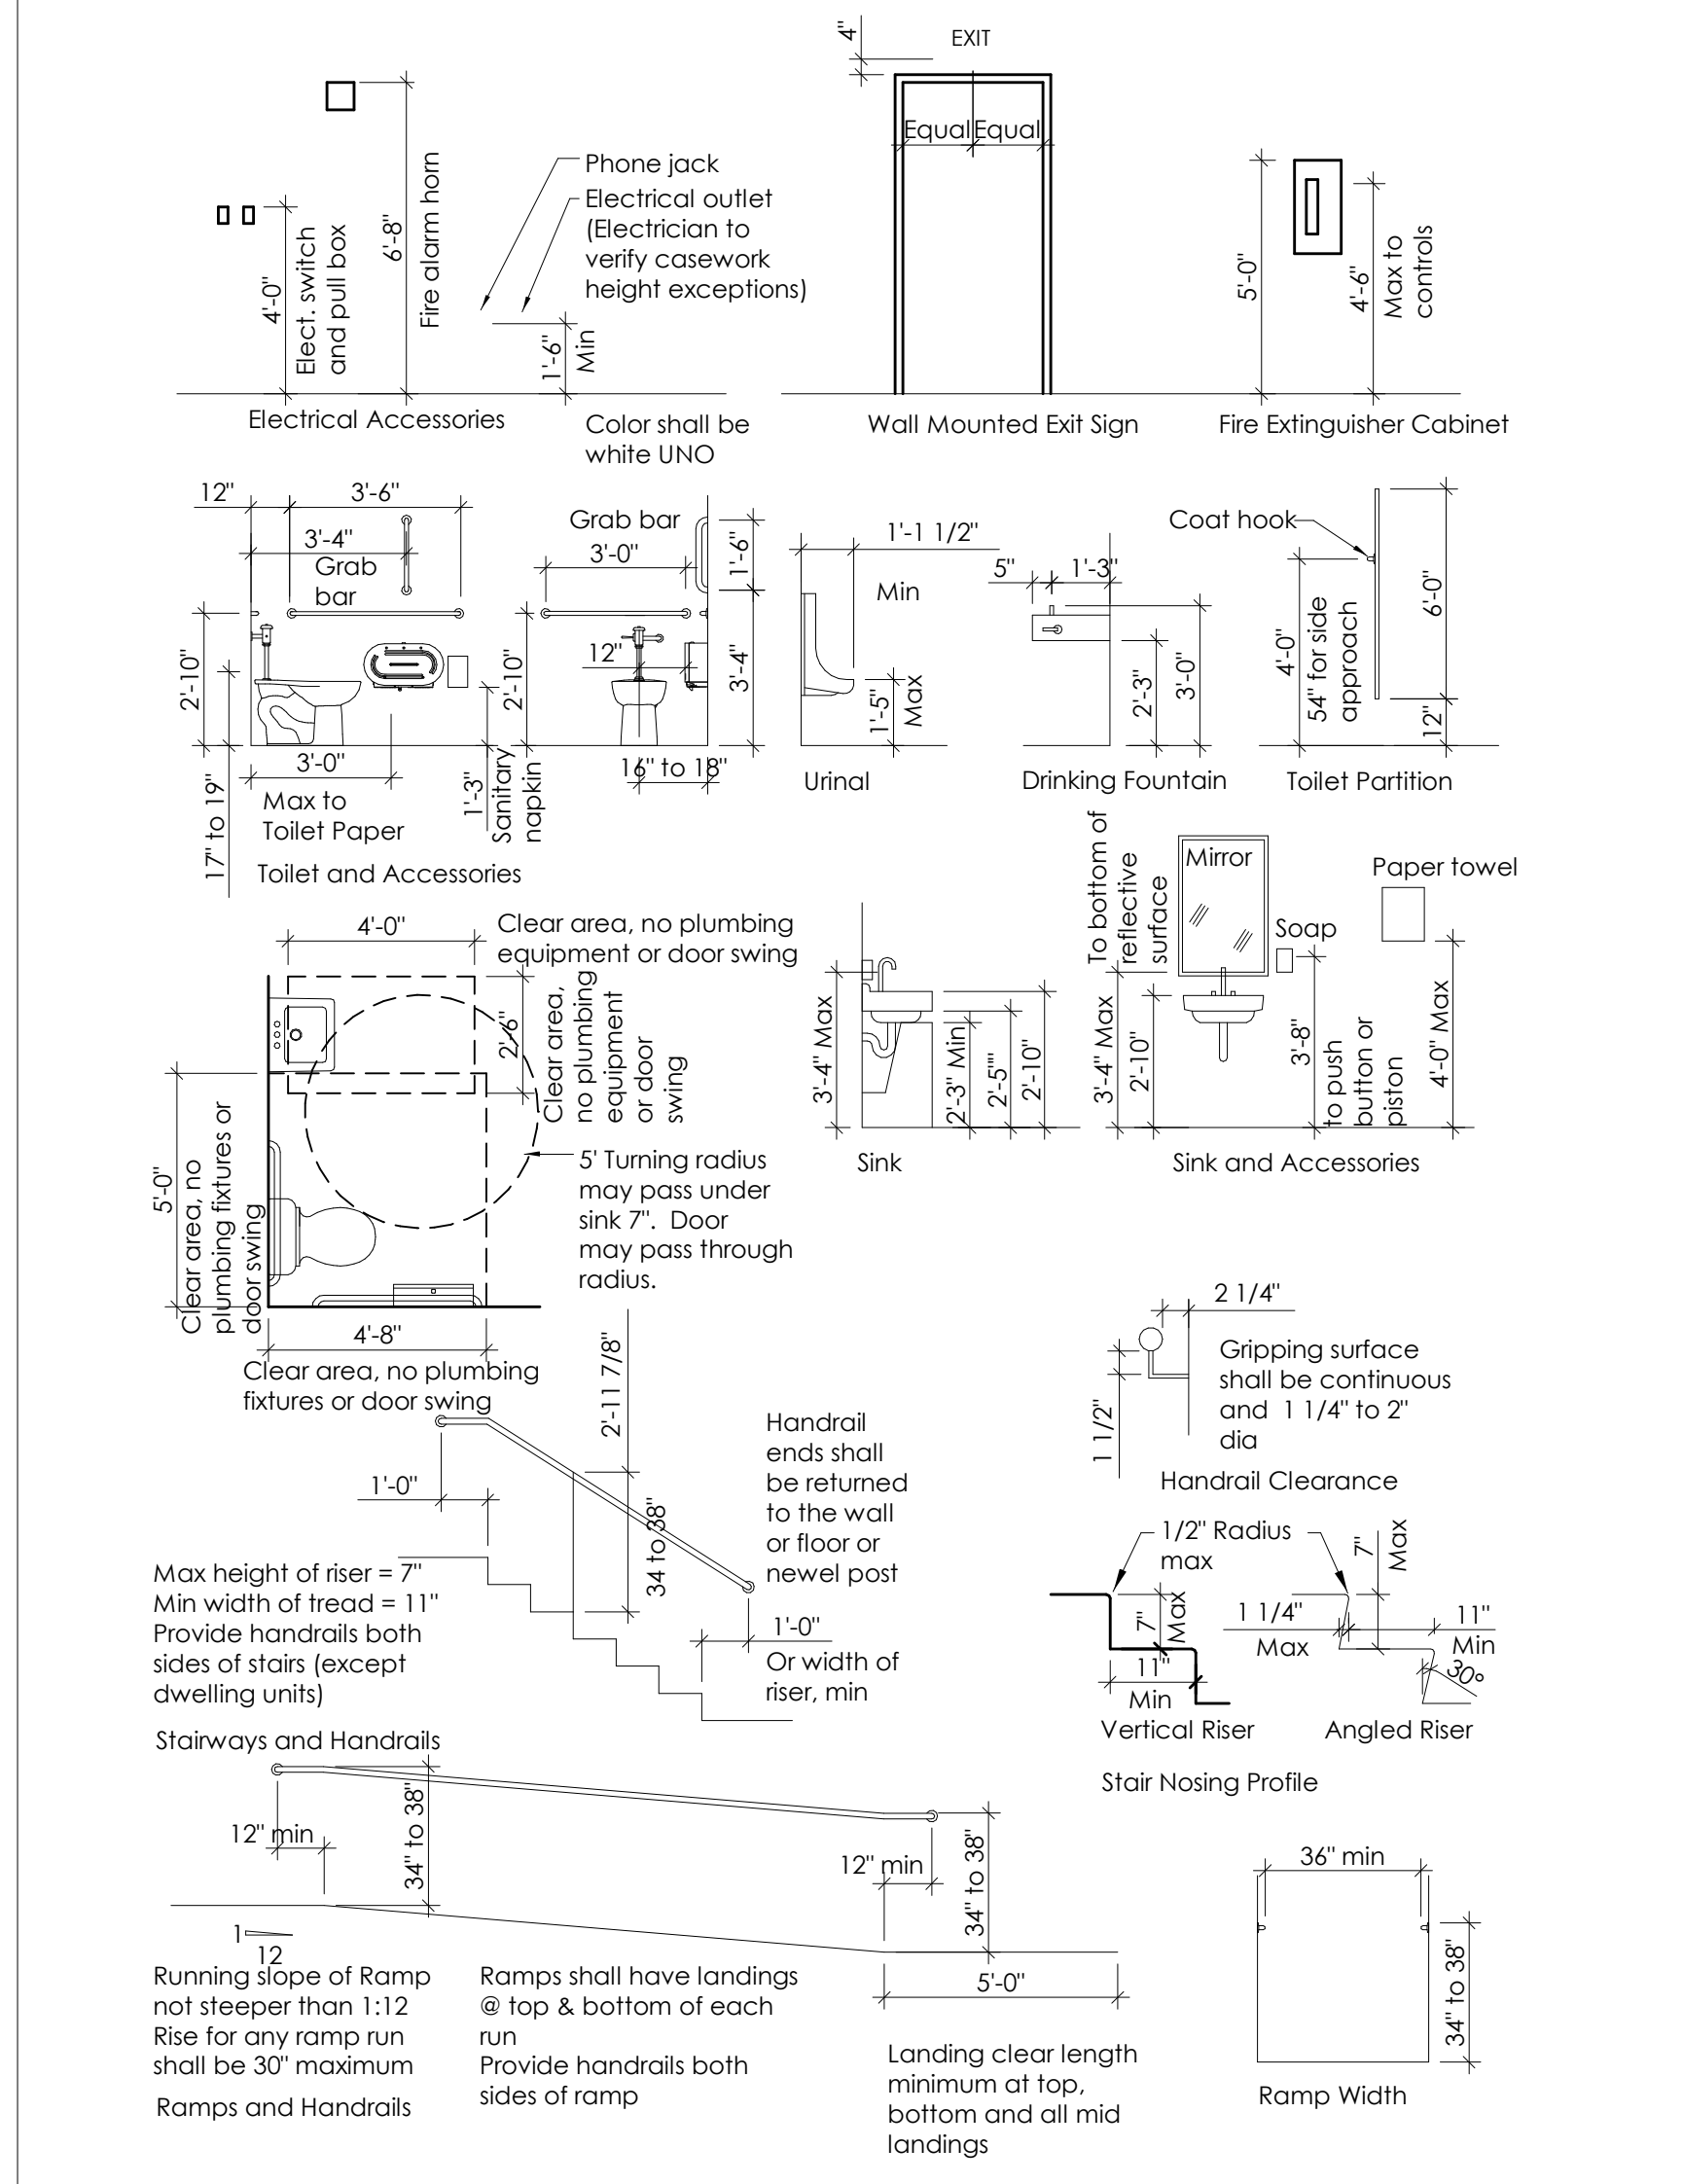 4"
EXIT
Equal Equal
Phone jack
Electrical outlet
(Electrician to
verify casework
height exceptions)
4'-0"
Elect. switch
and pull box
6'-8"
Fire alarm horn
1'-6"
Min
5'-0"
4'-6"
Max to
controls
Electrical Accessories
Color shall be
white UNO
Wall Mounted Exit Sign
Fire Extinguisher Cabinet
12"
3'-6"
3'-4"
Grab
bar
2'-10"
17" to 19"
3'-0"
Max to
Toilet Paper
1'-3"
Sanitary
napkin
Toilet and Accessories
Grab bar
3'-0"
1'-6"
12"
2'-10"
3'-4"
16" to 18"
1'-1 1/2"
Min
1'-5"
Max
Urinal
5"
1'-3"
2'-3"
3'-0"
Drinking Fountain
Coat hook
4'-0"
54" for side
approach
6'-0"
12"
Toilet Partition
4'-0"
Clear area, no plumbing
equipment or door swing
2'-6"
Clear area,
no plumbing
equipment
or door
swing
5'-0"
Clear area, no
plumbing fixtures or
door swing
5' Turning radius
may pass under
sink 7". Door
may pass through
radius.
4'-8"
Clear area, no plumbing
fixtures or door swing
3'-4" Max
2'-3" Min
2'-5""
2'-10"
Sink
To bottom of
reflective
surface
Mirror
Soap
Paper towel
3'-4" Max
2'-10"
3'-8"
to push
button or
piston
4'-0" Max
Sink and Accessories
2 1/4"
1 1/2"
Gripping surface
shall be continuous
and 1 1/4" to 2"
dia
Handrail Clearance
2'-11 7/8"
34 to 38"
1'-0"
Handrail
ends shall
be returned
to the wall
or floor or
newel post
1'-0"
Or width of
riser, min
Max height of riser = 7"
Min width of tread = 11"
Provide handrails both
sides of stairs (except
dwelling units)
Stairways and Handrails
1/2" Radius
max
7"
Max
11"
Min
Vertical Riser
7"
Max
1 1/4"
Max
11"
Min
30°
Angled Riser
Stair Nosing Profile
12" min
34" to 38"
12" min
34" to 38"
1
12
5'-0"
Running slope of Ramp
not steeper than 1:12
Rise for any ramp run
shall be 30" maximum
Ramps and Handrails
Ramps shall have landings
@ top & bottom of each
run
Provide handrails both
sides of ramp
Landing clear length
minimum at top,
bottom and all mid
landings
36" min
34" to 38"
Ramp Width